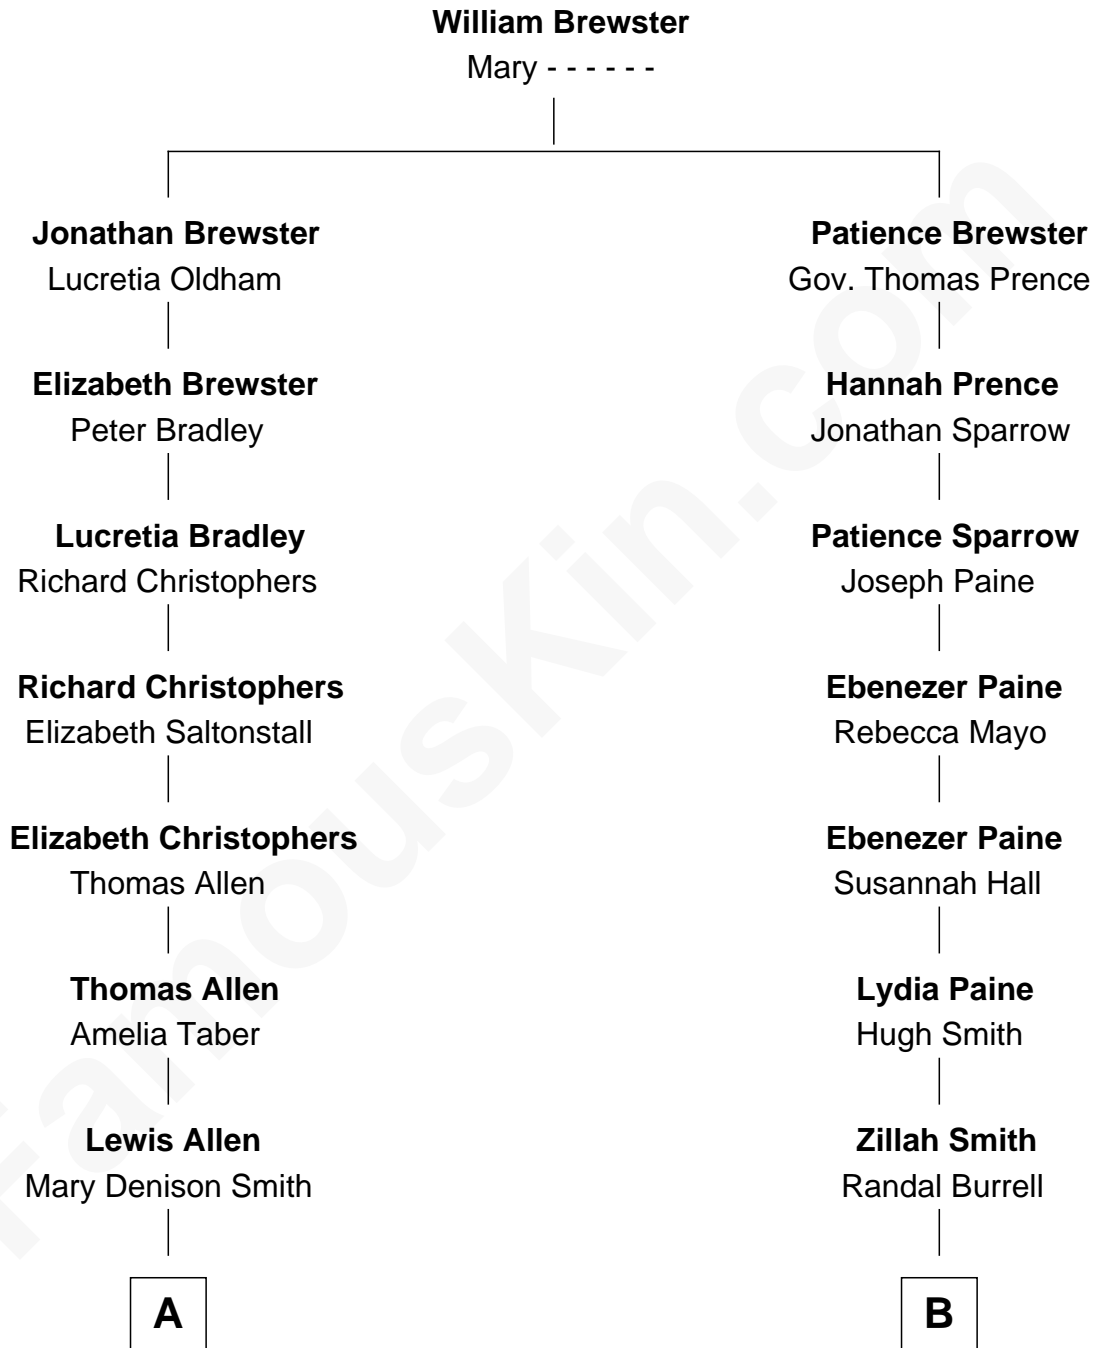 William Brewster
Mary - - - - - -
Jonathan Brewster
Lucretia Oldham
Patience Brewster
Gov. Thomas Prence
Elizabeth Brewster
Peter Bradley
Hannah Prence
Jonathan Sparrow
Lucretia Bradley
Richard Christophers
Patience Sparrow
Joseph Paine
Richard Christophers
Elizabeth Saltonstall
Ebenezer Paine
Rebecca Mayo
Elizabeth Christophers
Thomas Allen
Ebenezer Paine
Susannah Hall
Thomas Allen
Amelia Taber
Lydia Paine
Hugh Smith
Lewis Allen
Mary Denison Smith
Zillah Smith
Randal Burrell
A
B
FamousKin.com